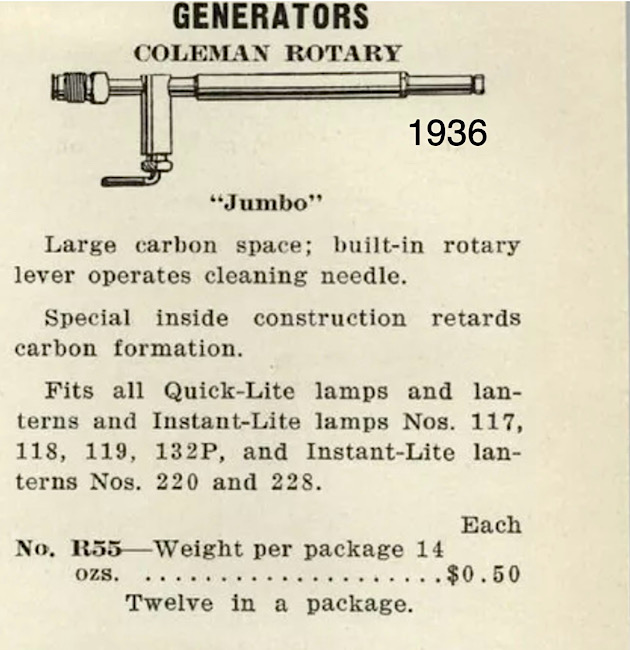 GENERATORS
COLEMAN ROTARY
1936
"Jumbo"
Large carbon space; built-in rotary
lever operates cleaning needle.
Special inside construction retards
carbon formation.
Fits all Quick-Lite lamps and lan-
terns and Instant-Lite lamps Nos. 117,
118, 119, 132P, and Instant-Lite lan-
terns Nos. 220 and 228.
Each
No. R55—Weight per package 14
ozs. .....................$0.50
Twelve in a package.